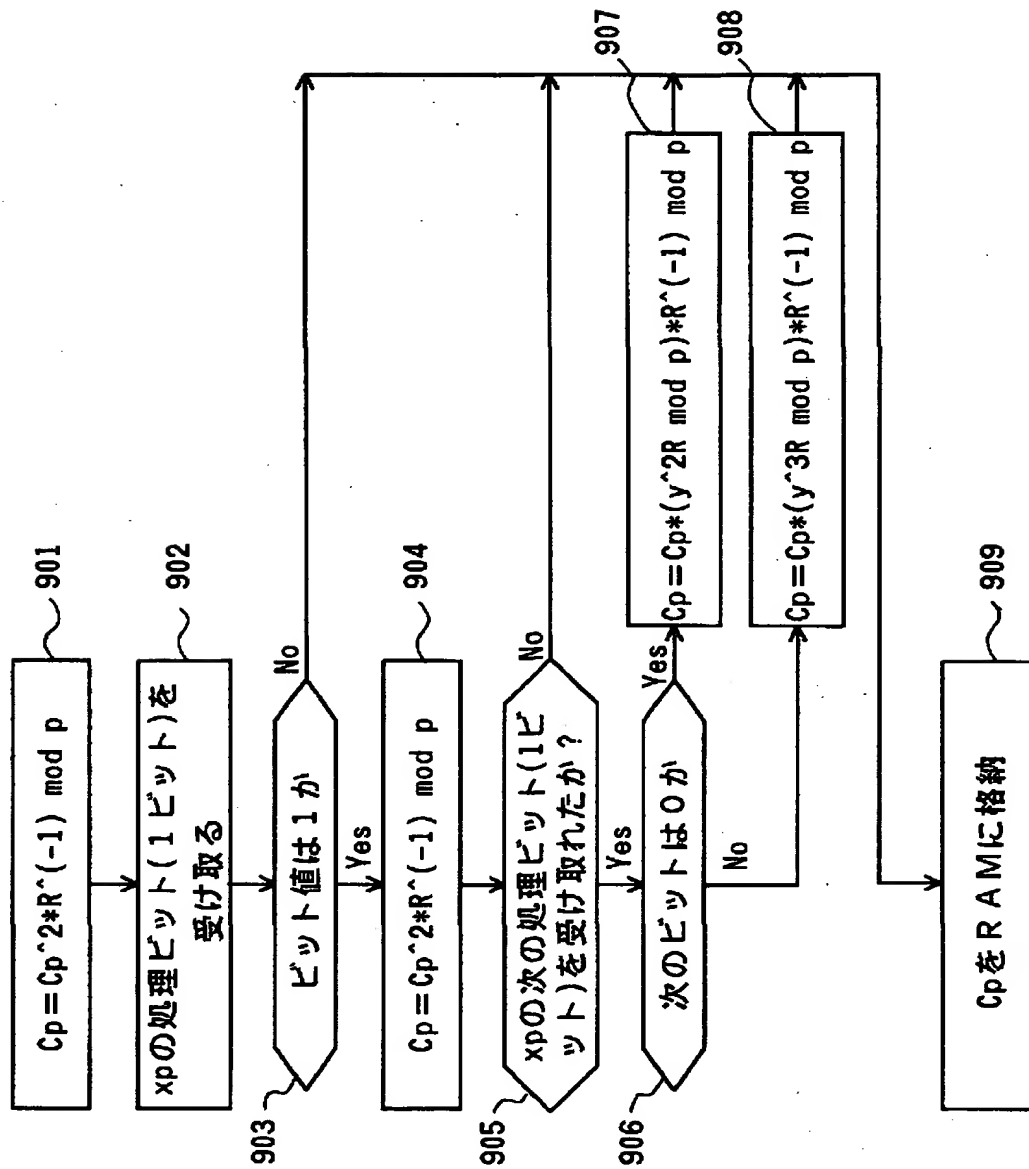 Cp=Cp^2*R^(-1) mod p
901
xpの処理ビット(1ビット)を
受け取る
902
ビット値は1か
903
No
Yes
Cp=Cp^2*R^(-1) mod p
904
xpの次の処理ビット(1ビ
ット)を受け取れたか?
905
No
Yes
次のビットは0か
906
Yes
No
Cp=Cp*(y^2R mod p)*R^(-1) mod p
907
Cp=Cp*(y^3R mod p)*R^(-1) mod p
908
CpをRAMに格納
909